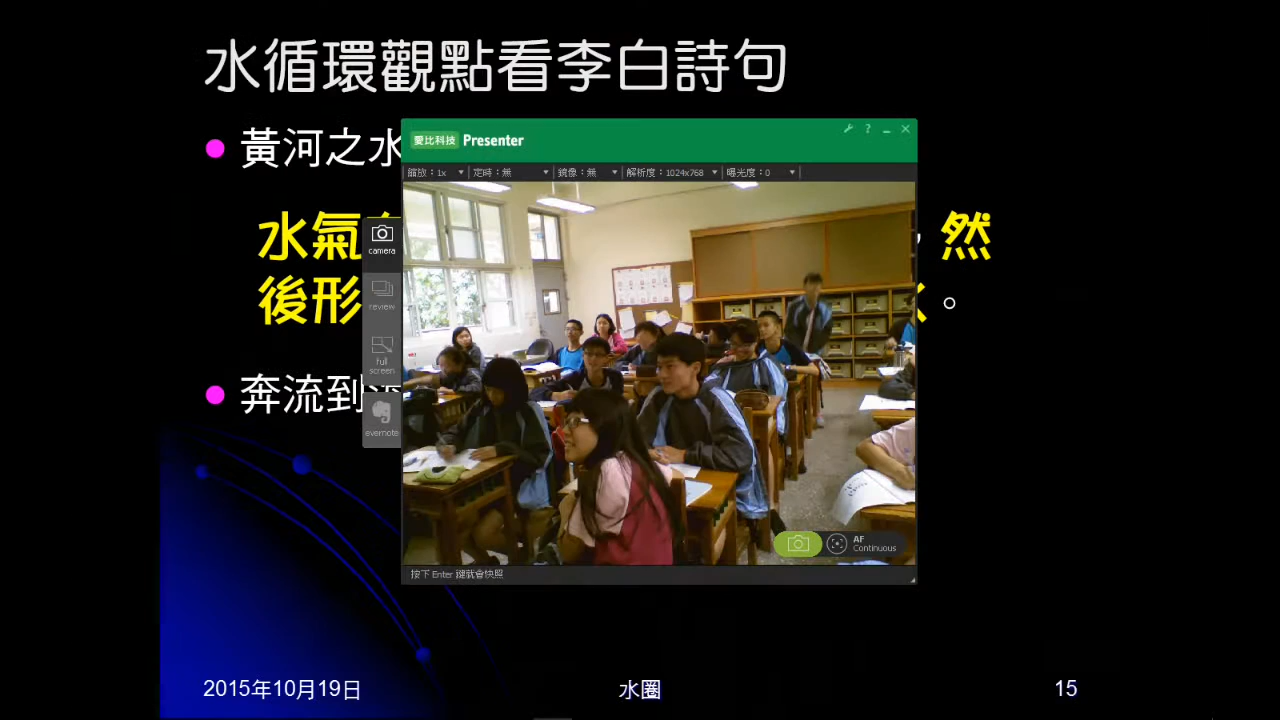 水循環觀點看李白詩句
黃河之水
愛比科技 Presenter
縮放：1x 定時：無 鏡像：無 解析度：1024x768 曝光度：0
水氣
，然
camera
後形
。
review
full
screen
奔流到
evernote
AF
Continuous
按下 Enter 鍵就會快照
2015年10月19日 水圈 15